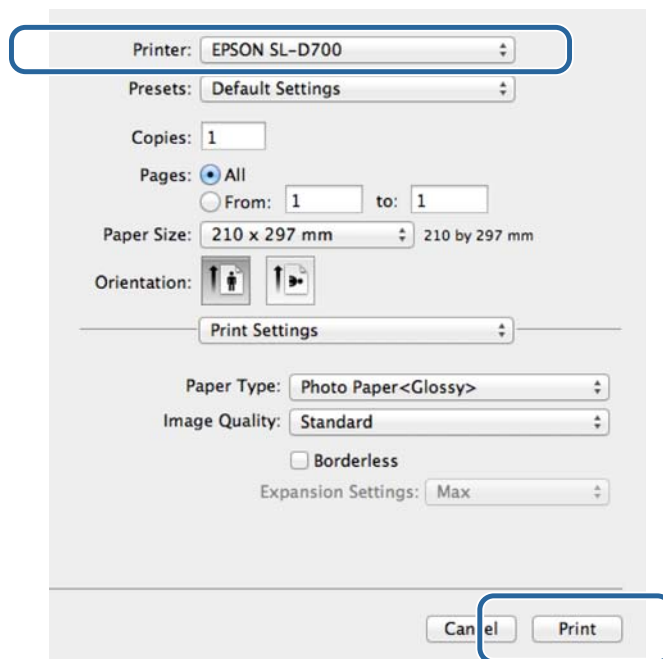 Printer: EPSON SL-D700
Presets: Default Settings
Copies: 1
Pages: All
From: 1 to: 1
Paper Size: 210 x 297 mm 210 by 297 mm
Orientation:
Print Settings
Paper Type: Photo Paper<Glossy>
Image Quality: Standard
Borderless
Expansion Settings: Max
Cancel Print